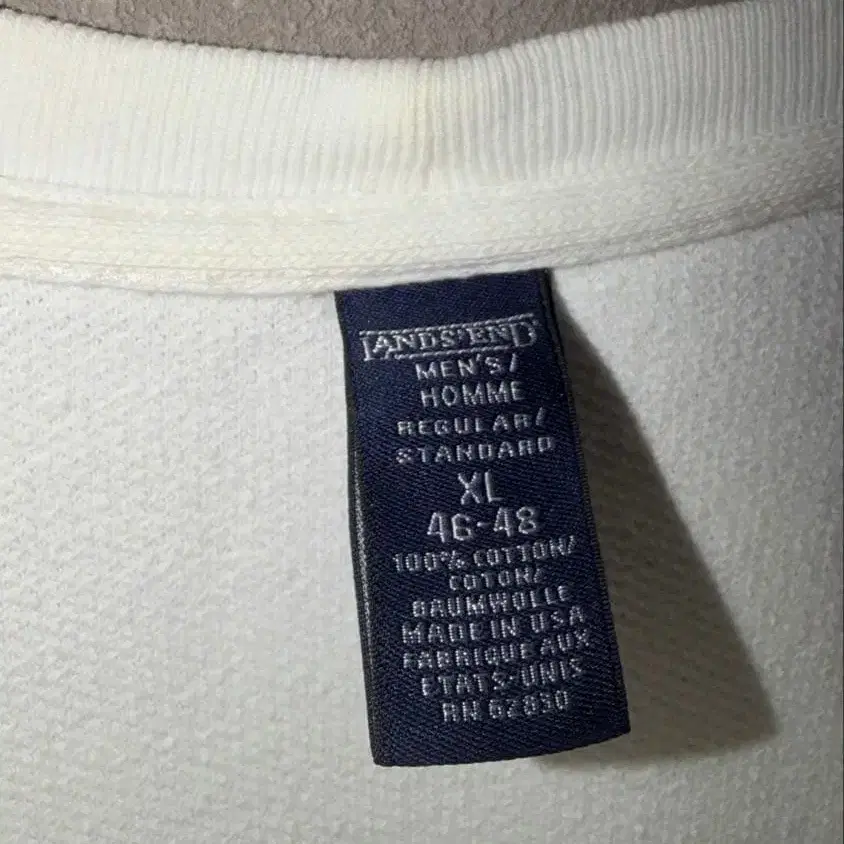 LANDS' END
MEN'S/
HOMME
REGULAR/
STANDARD
XL
46-48
100% COTTON/
COTON/
BAUMWOLLE
MADE IN USA
FABRIQUE AUX
ETATS-UNIS
RN 62830